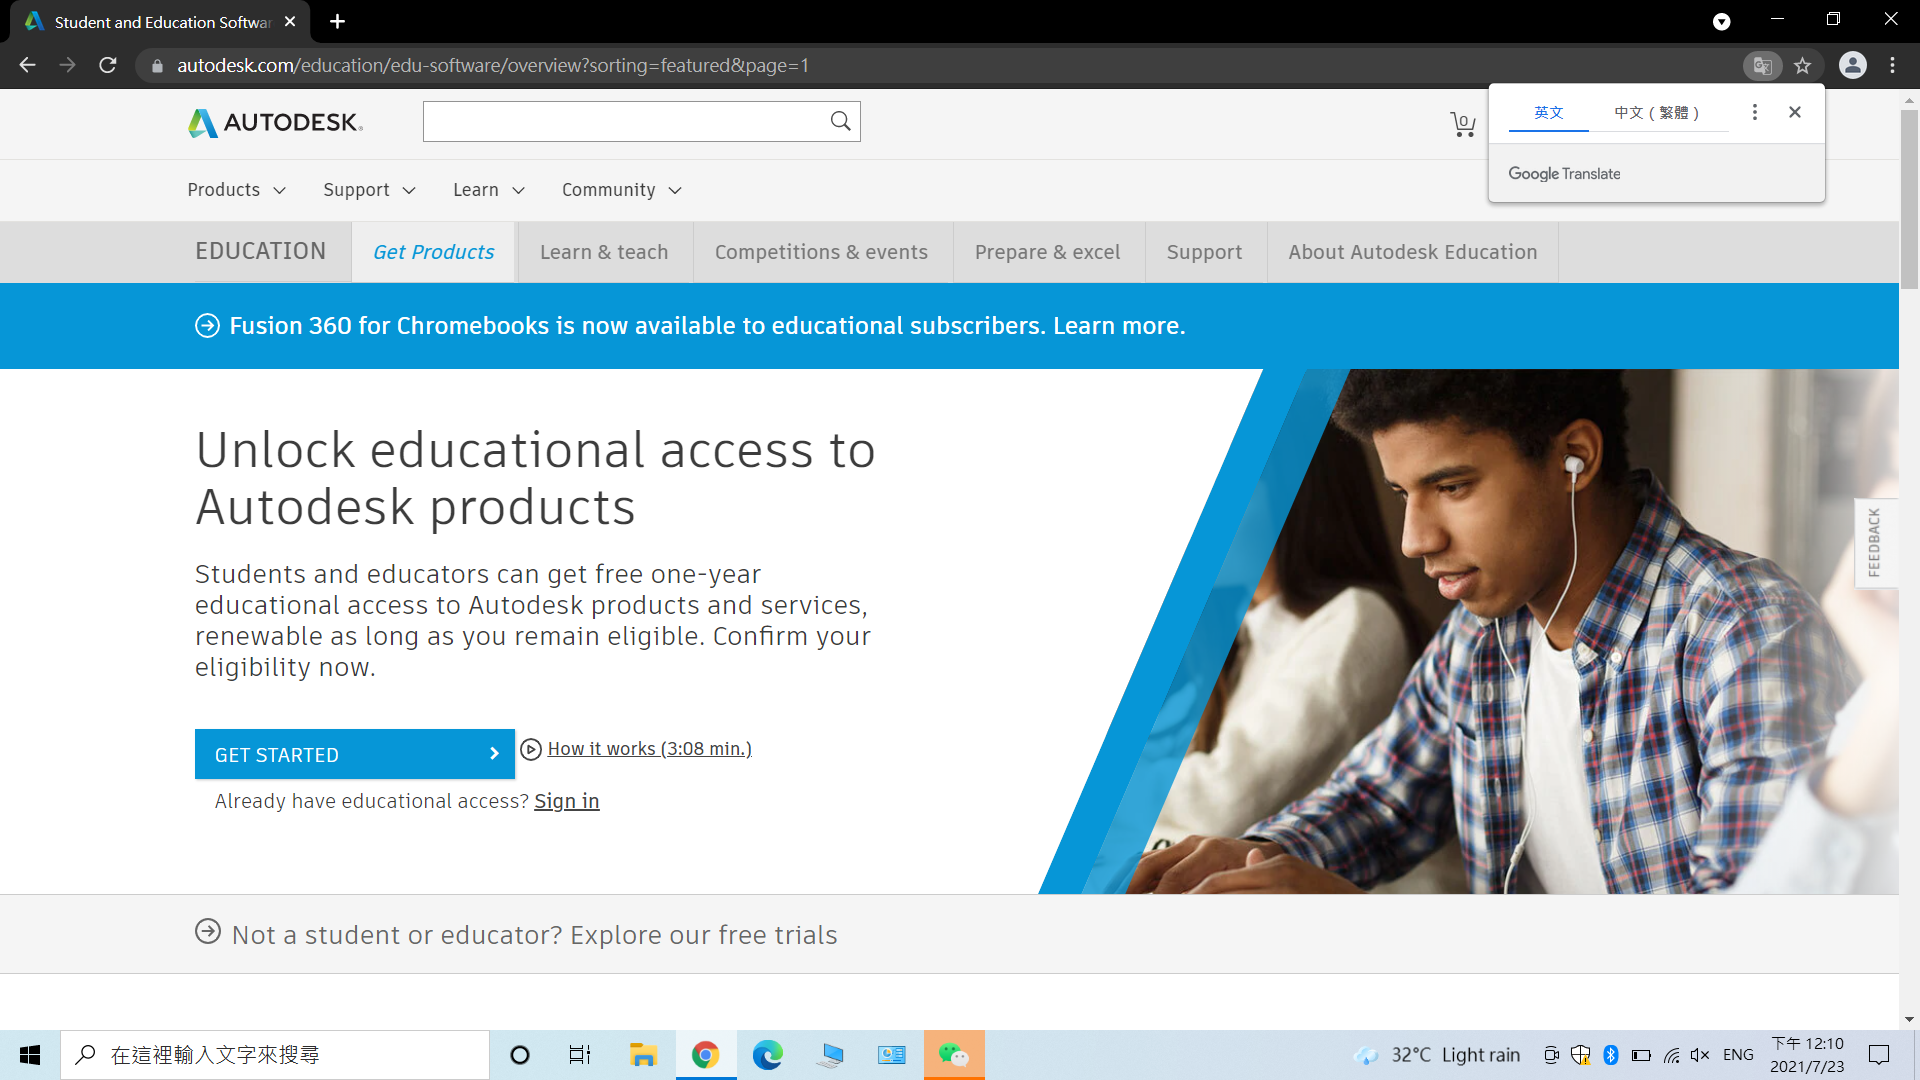 Student and Education Softwar
autodesk.com/education/edu-software/overview?sorting=featured&page=1
英文
中文（繁體）
Google Translate
AUTODESK
0
Products
Support
Learn
Community
EDUCATION
Get Products
Learn & teach
Competitions & events
Prepare & excel
Support
About Autodesk Education
Fusion 360 for Chromebooks is now available to educational subscribers. Learn more.
Unlock educational access to
Autodesk products
Students and educators can get free one-year
educational access to Autodesk products and services,
renewable as long as you remain eligible. Confirm your
eligibility now.
GET STARTED
How it works (3:08 min.)
Already have educational access? Sign in
FEEDBACK
Not a student or educator? Explore our free trials
在這裡輸入文字來搜尋
32°C Light rain
ENG
下午 12:10
2021/7/23